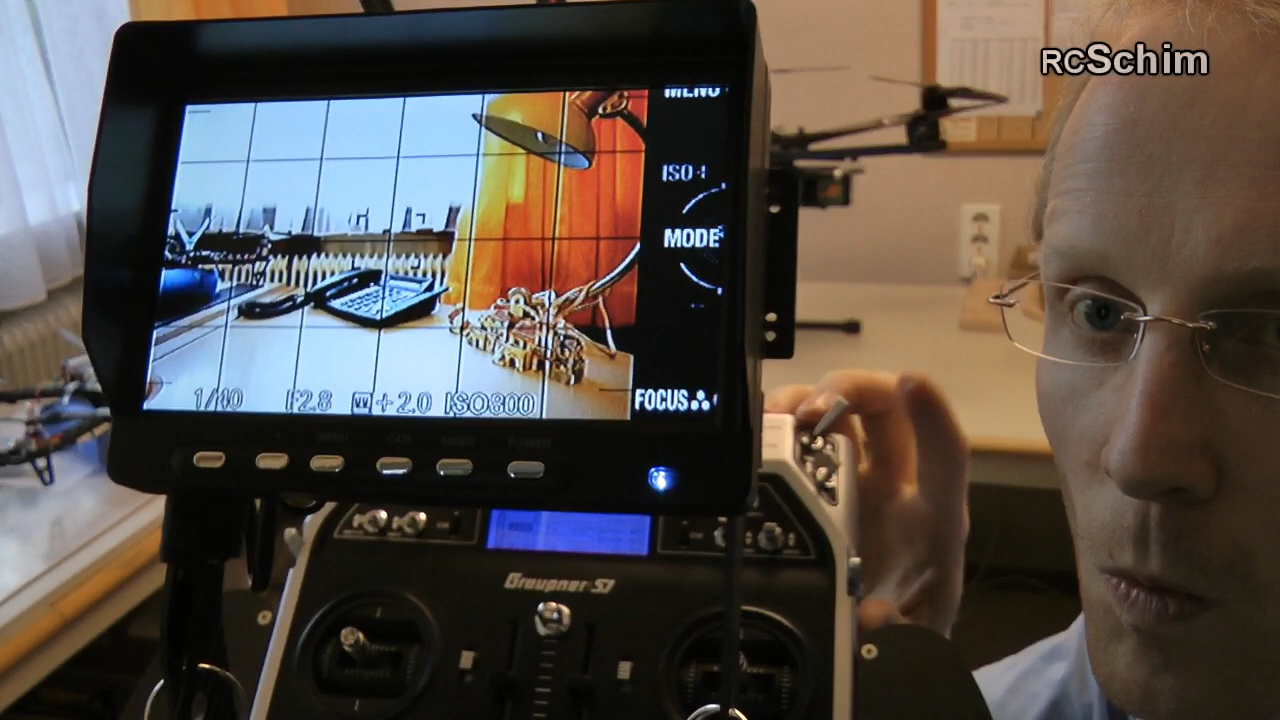 RCSchim
MENU
ISO
MODE
1/40 F2.8 +2.0 ISO800
FOCUS
Graupner SJ